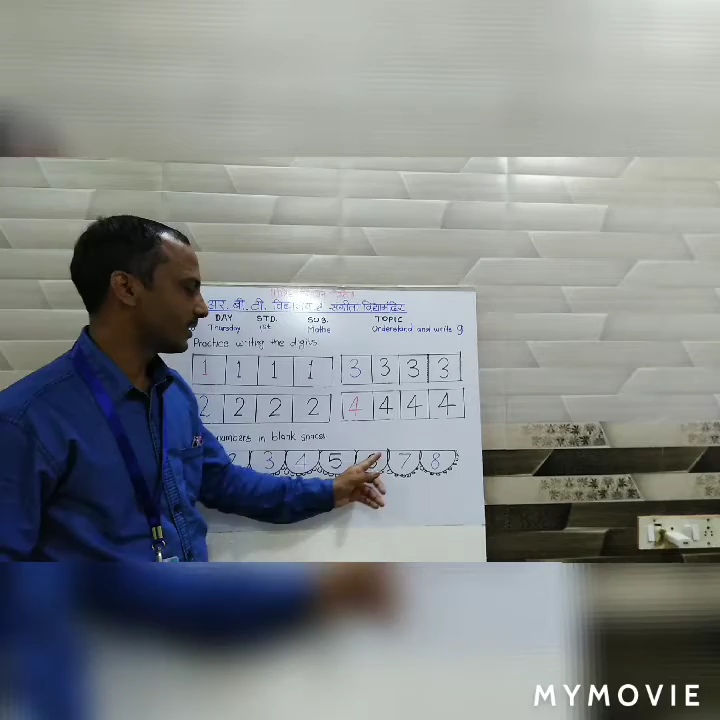 आर. बी. टी. विद्यालय & संगीत विद्यामंदिर
DAY STD. SUB. TOPIC
Thursday 1st Maths Understand and write 9
Practice writing the digits
1 1 1 1 3 3 3 3
2 2 2 2 4 4 4 4
numbers in blank spaces
2 3 4 5 6 7 8
MYMOVIE